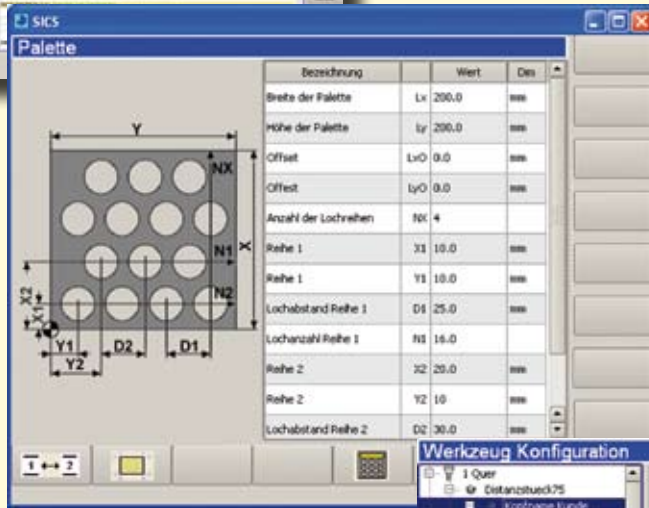 SICS
Palette
Bezeichnung Wert Des
Breite der Palette Lx 200.0 mm
Höhe der Palette Ly 200.0 mm
Offset LxO 0.0 mm
Offest LyO 0.0 mm
Anzahl der Lochreihen NX 4
Reihe 1 X1 10.0 mm
Reihe 1 Y1 10.0 mm
Lochabstand Reihe 1 D1 25.0 mm
Lochanzahl Reihe 1 N1 16.0
Reihe 2 X2 20.0 mm
Reihe 2 Y2 10 mm
Lochabstand Reihe 2 D2 30.0 mm
Y
NX
X
N1
N2
X2
X1
Y1 D2 D1
Y2
1 ↔ 2
Werkzeug Konfiguration
1 Quer
Distanzstueck75
Kopfname Kunde